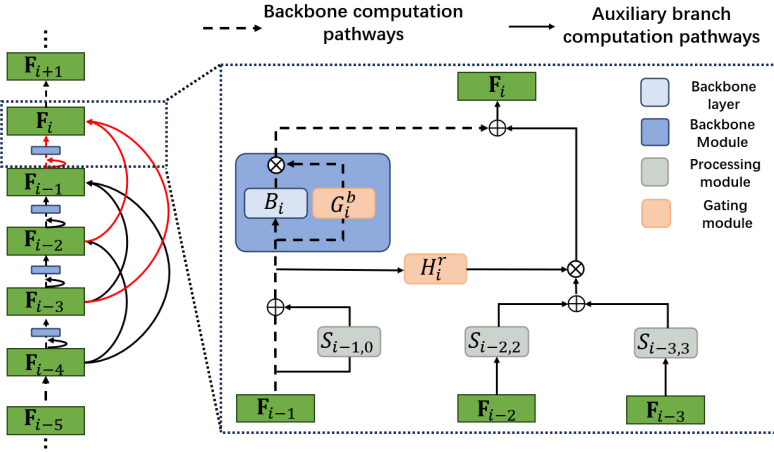 Backbone computation
pathways
Auxiliary branch
computation pathways
F_{i+1}
F_i
F_{i-1}
F_{i-2}
F_{i-3}
F_{i-4}
F_{i-5}
F_i
B_i
G_i^b
H_i^r
S_{i-1,0}
S_{i-2,2}
S_{i-3,3}
F_{i-1}
F_{i-2}
F_{i-3}
Backbone
layer
Backbone
Module
Processing
module
Gating
module